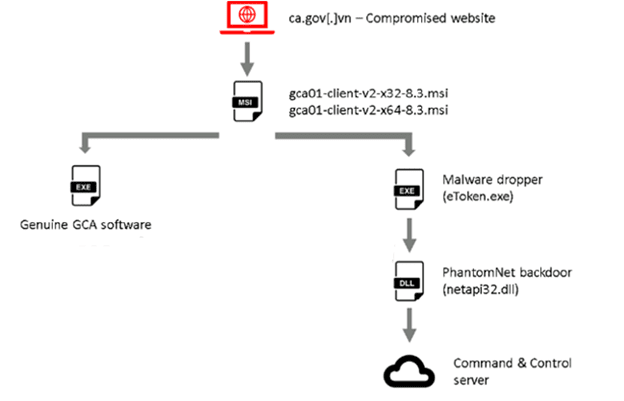 ca.gov[.]vn – Compromised website
MSI
gca01-client-v2-x32-8.3.msi
gca01-client-v2-x64-8.3.msi
EXE
Genuine GCA software
EXE
Malware dropper
(eToken.exe)
DLL
PhantomNet backdoor
(netapi32.dll)
Command & Control
server